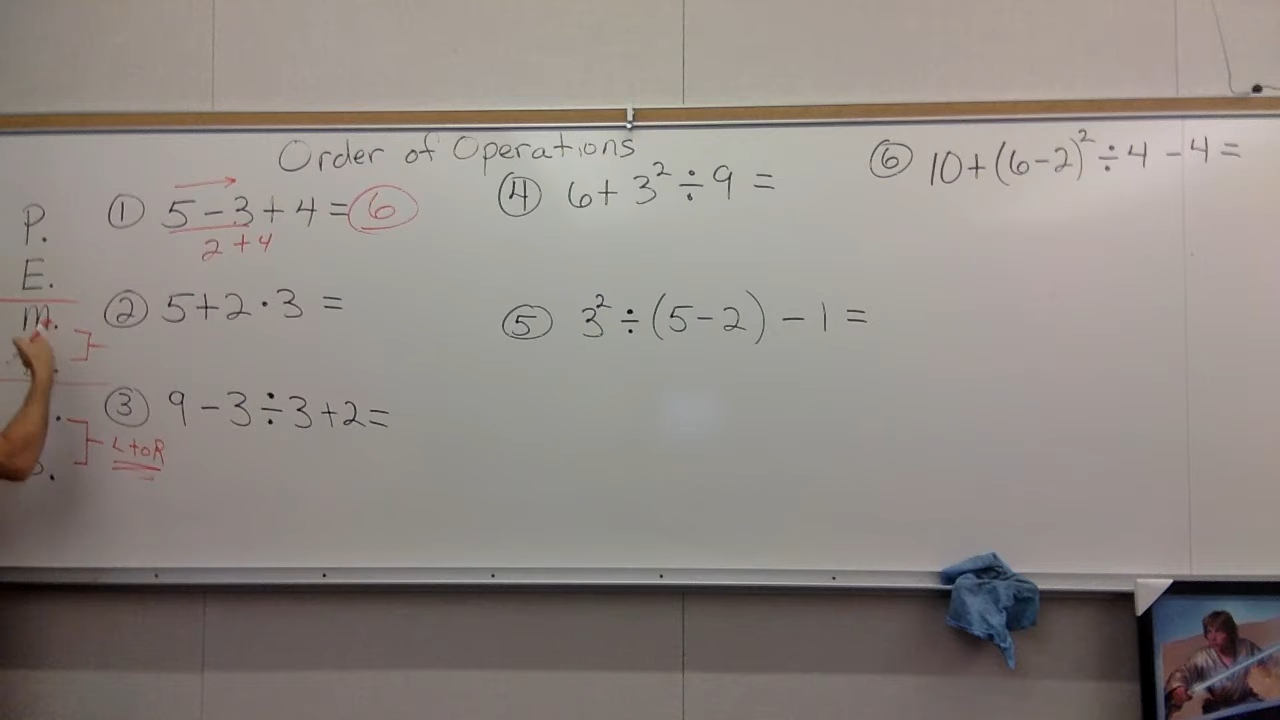 Order of Operations
P.
E.
M.
① 5 - 3 + 4 = 6
2 + 4
② 5 + 2 · 3 =
③ 9 - 3 ÷ 3 + 2 =
L to R
④ 6 + 3² ÷ 9 =
⑤ 3² ÷ (5 - 2) - 1 =
⑥ 10 + (6 - 2)² ÷ 4 - 4 =